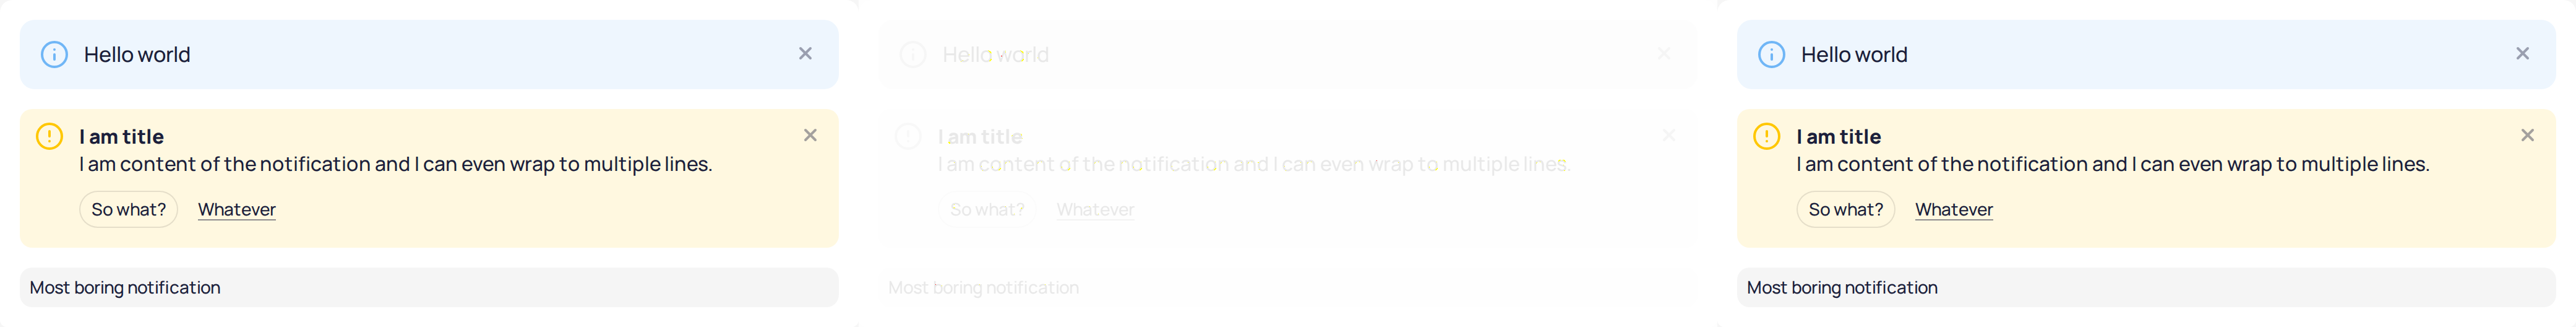 Hello world
I am title
I am content of the notification and I can even wrap to multiple lines.
So what? Whatever
Most boring notification
Hello world
I am title
I am content of the notification and I can even wrap to multiple lines.
So what? Whatever
Most boring notification
Hello world
I am title
I am content of the notification and I can even wrap to multiple lines.
So what? Whatever
Most boring notification